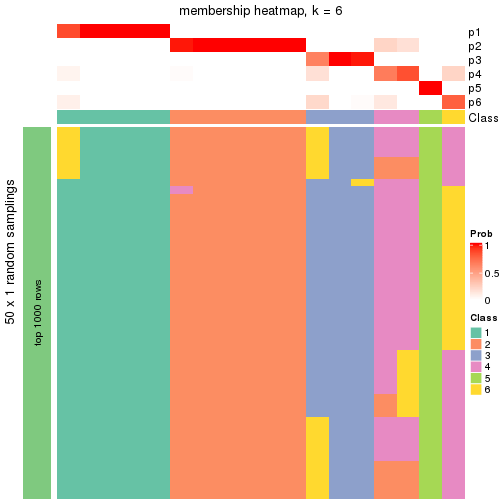 membership heatmap, k = 6
p1
p2
p3
p4
p5
p6
Class
50 x 1 random samplings
top 1000 rows
Prob
1
0.5
0
Class
1
2
3
4
5
6